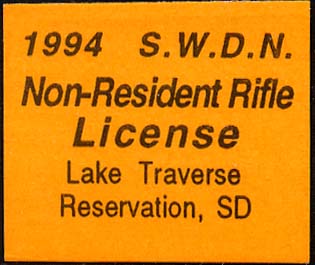 1994 S.W.D.N.
Non-Resident Rifle
License
Lake Traverse
Reservation, SD